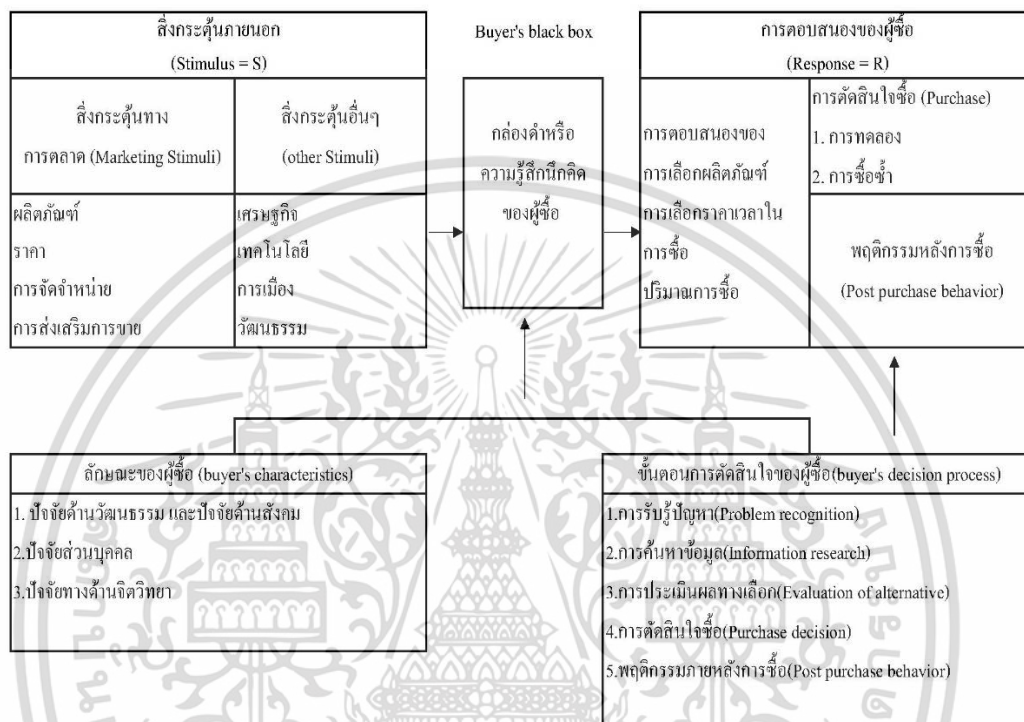 สิ่งกระตุ้นภายนอก
(Stimulus = S)
สิ่งกระตุ้นทาง
การตลาด (Marketing Stimuli)
สิ่งกระตุ้นอื่นๆ
(other Stimuli)
ผลิตภัณฑ์
ราคา
การจัดจำหน่าย
การส่งเสริมการขาย
เศรษฐกิจ
เทคโนโลยี
การเมือง
วัฒนธรรม
Buyer's black box
กล่องดำหรือ
ความรู้สึกนึกคิด
ของผู้ซื้อ
การตอบสนองของผู้ซื้อ
(Response = R)
การตอบสนองของ
การเลือกผลิตภัณฑ์
การเลือกราคาเวลาใน
การซื้อ
ปริมาณการซื้อ
การตัดสินใจซื้อ (Purchase)
1. การทดลอง
2. การซื้อซ้ำ
พฤติกรรมหลังการซื้อ
(Post purchase behavior)
ลักษณะของผู้ซื้อ (buyer's characteristics)
1. ปัจจัยด้านวัฒนธรรม และปัจจัยด้านสังคม
2.ปัจจัยส่วนบุคคล
3.ปัจจัยทางด้านจิตวิทยา
ขั้นตอนการตัดสินใจของผู้ซื้อ(buyer's decision process)
1.การรับรู้ปัญหา(Problem recognition)
2.การค้นหาข้อมูล(Information research)
3.การประเมินผลทางเลือก(Evaluation of alternative)
4.การตัดสินใจซื้อ(Purchase decision)
5.พฤติกรรมภายหลังการซื้อ(Post purchase behavior)